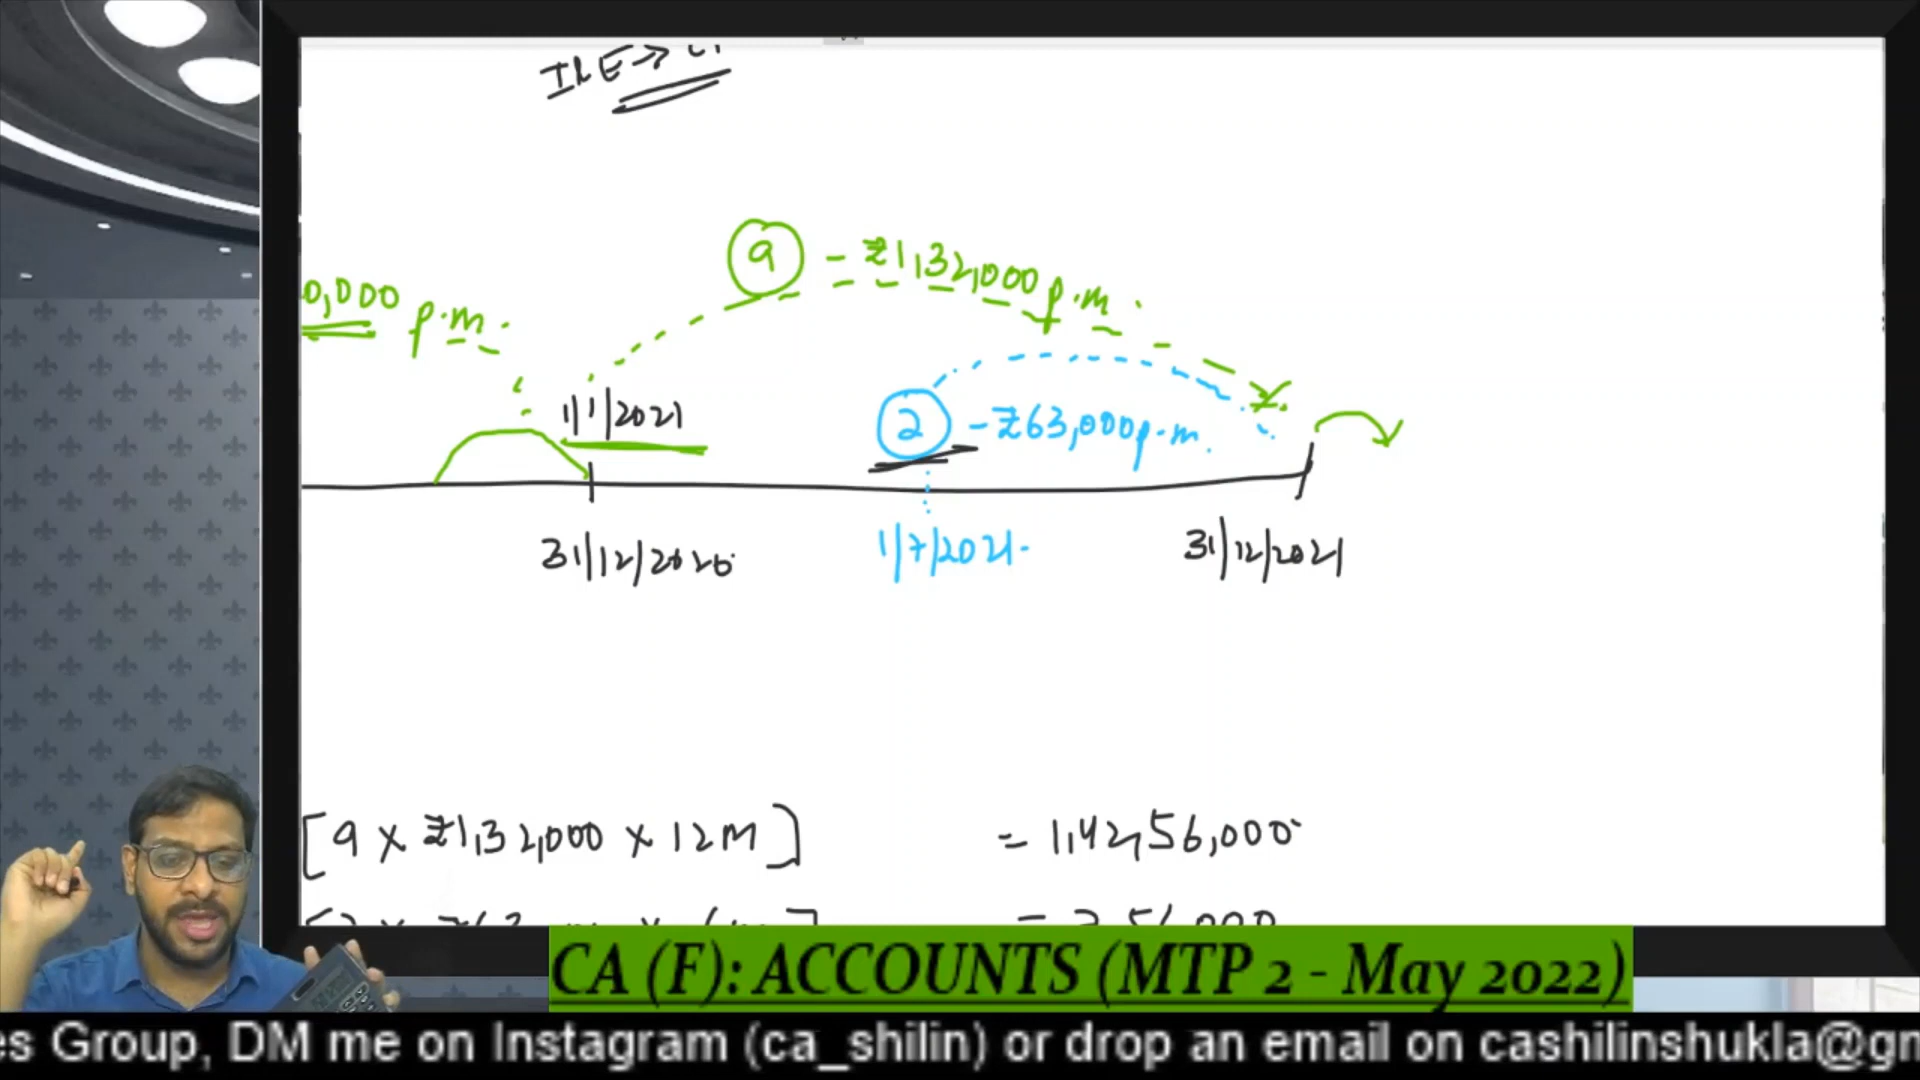 9 - ₹1,32,000 p.m.
0,000 p.m.
1/1/2021
2 - ₹63,000 p.m.
31/12/2020
1/7/2021
31/12/2021
[9 × ₹1,32,000 × 12M] = 1,42,56,000
CA (F): ACCOUNTS (MTP 2 - May 2022)
es Group, DM me on Instagram (ca_shilin) or drop an email on cashilinshukla@gm